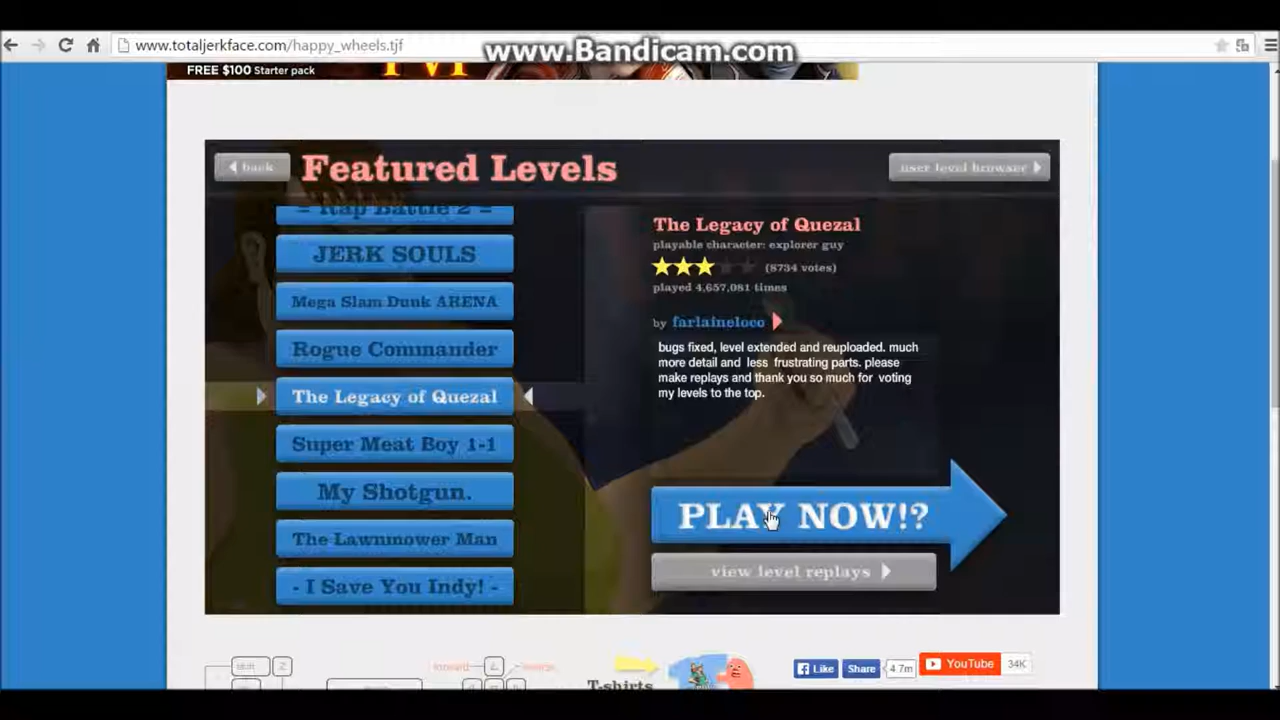 www.totaljerkface.com/happy_wheels.tjf
www.Bandicam.com
FREE $100 Starter pack
back
Featured Levels
user level browser
= Rap Battle 2 =
JERK SOULS
Mega Slam Dunk ARENA
Rogue Commander
The Legacy of Quezal
Super Meat Boy 1-1
My Shotgun.
The Lawnmower Man
- I Save You Indy! -
The Legacy of Quezal
playable character: explorer guy
(8734 votes)
played 4,657,081 times
by farlaineloco
bugs fixed, level extended and reuploaded. much
more detail and less frustrating parts. please
make replays and thank you so much for voting
my levels to the top.
PLAY NOW!?
view level replays
Z
forward
T-shirts
Like
Share
4.7m
YouTube
34K